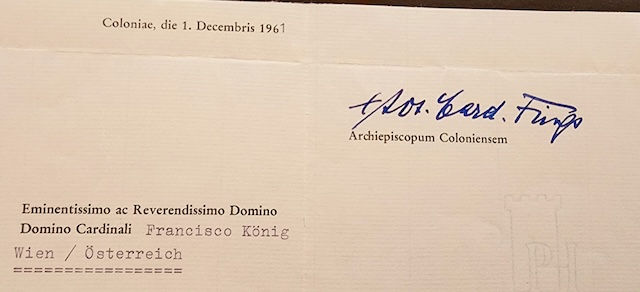 Coloniae, die 1. Decembris 1961
+ Jos. Card. Frings
Archiepiscopum Coloniensem
Eminentissimo ac Reverendissimo Domino
Domino Cardinali Francisco König
Wien / Österreich
=================
PH